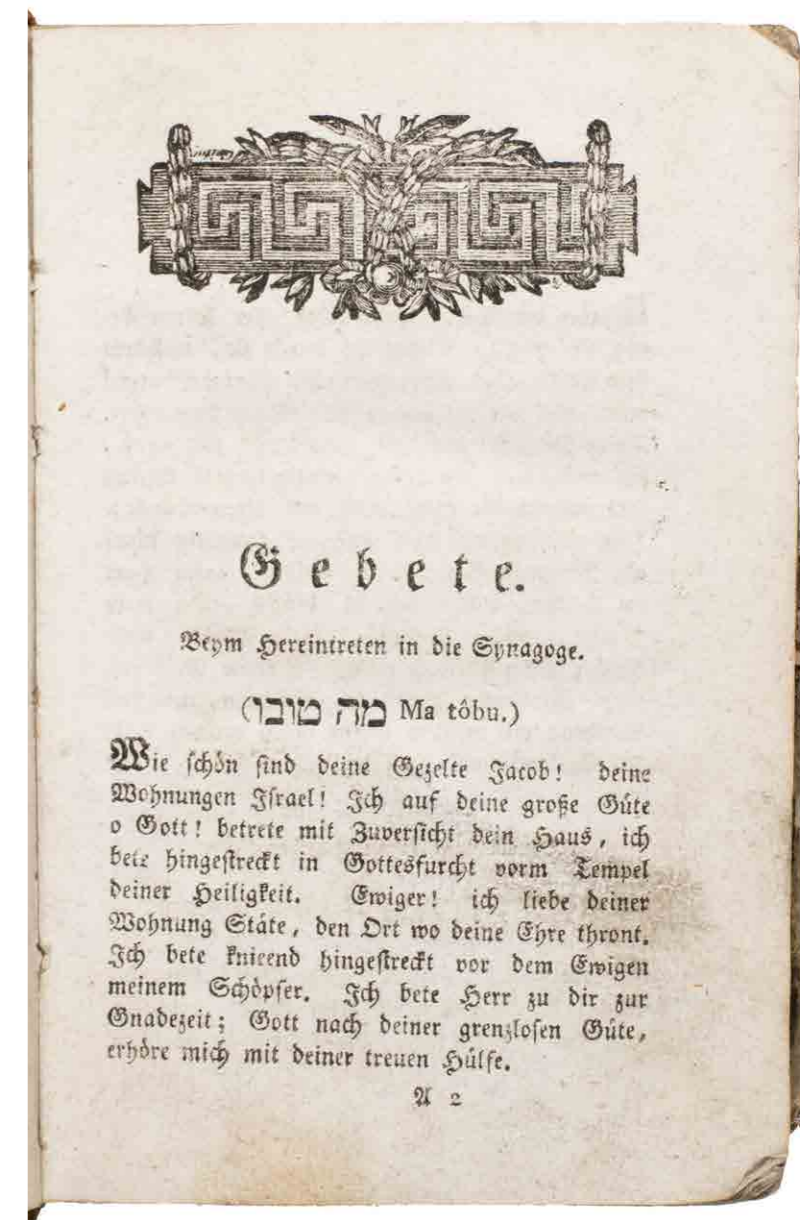 Gebete.
Beym Hereintreten in die Synagoge.
(מה טובו Ma tôbu.)
Wie schön sind deine Gezelte Jacob! deine
Wohnungen Israel! Ich auf deine große Güte
o Gott! betrete mit Zuversicht dein Haus, ich
bete hingestreckt in Gottesfurcht vorm Tempel
deiner Heiligkeit. Ewiger! ich liebe deiner
Wohnung Stäte, den Ort wo deine Ehre thront.
Ich bete knieend hingestreckt vor dem Ewigen
meinem Schöpfer. Ich bete Herr zu dir zur
Gnadezeit; Gott nach deiner grenzlosen Güte,
erhöre mich mit deiner treuen Hülfe.
A 2